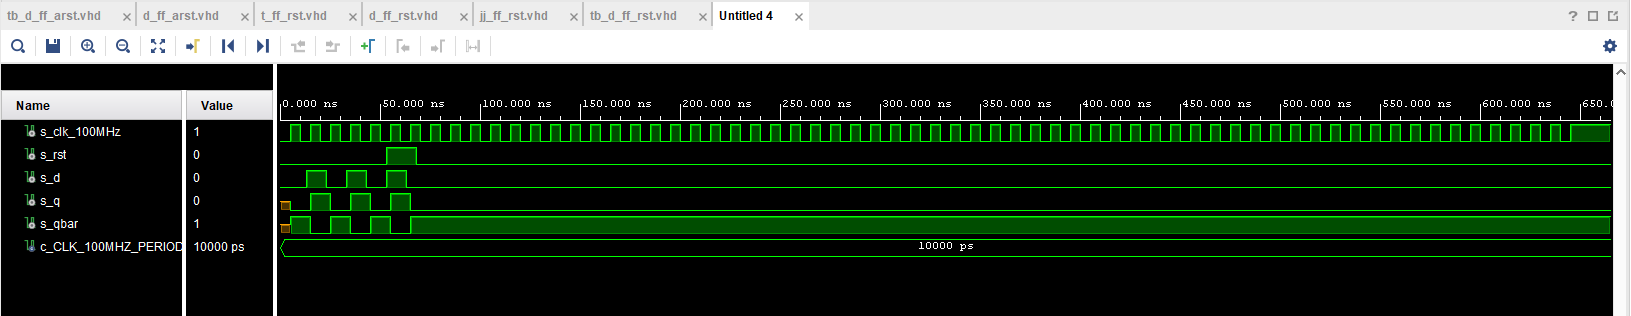 tb_d_ff_arst.vhd × d_ff_arst.vhd × t_ff_rst.vhd × d_ff_rst.vhd × jj_ff_rst.vhd × tb_d_ff_rst.vhd × Untitled 4 × ?
Name Value
0.000 ns 50.000 ns 100.000 ns 150.000 ns 200.000 ns 250.000 ns 300.000 ns 350.000 ns 400.000 ns 450.000 ns 500.000 ns 550.000 ns 600.000 ns 650.0
s_clk_100MHz 1
s_rst 0
s_d 0
s_q 0
s_qbar 1
c_CLK_100MHZ_PERIOD 10000 ps 10000 ps